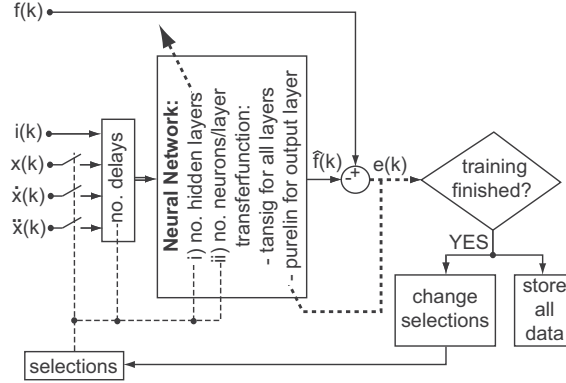 f(k)
i(k)
x(k)
ẋ(k)
ẍ(k)
no. delays
Neural Network:
i) no. hidden layers
ii) no. neurons/layer
transferfunction:
- tansig for all layers
- purelin for output layer
f̂(k)
-
+
e(k)
training
finished?
YES
change
selections
store
all
data
selections